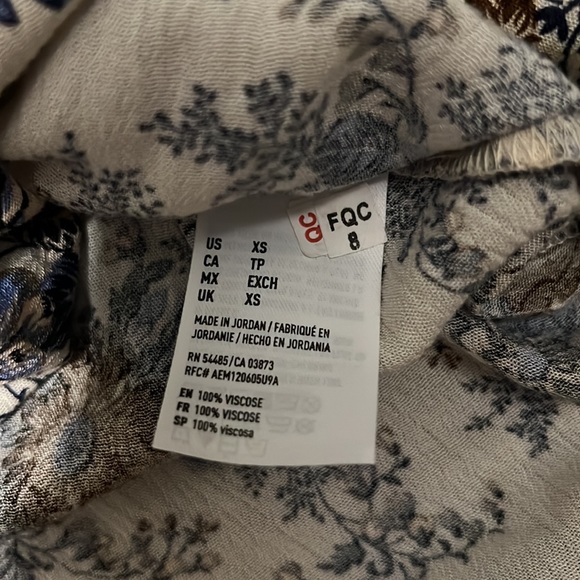 QC FQC
8
US XS
CA TP
MX EXCH
UK XS
MADE IN JORDAN / FABRIQUÉ EN
JORDANIE / HECHO EN JORDANIA
RN 54485/CA 03873
RFC# AEM120605U9A
EN 100% VISCOSE
FR 100% VISCOSE
SP 100% viscosa